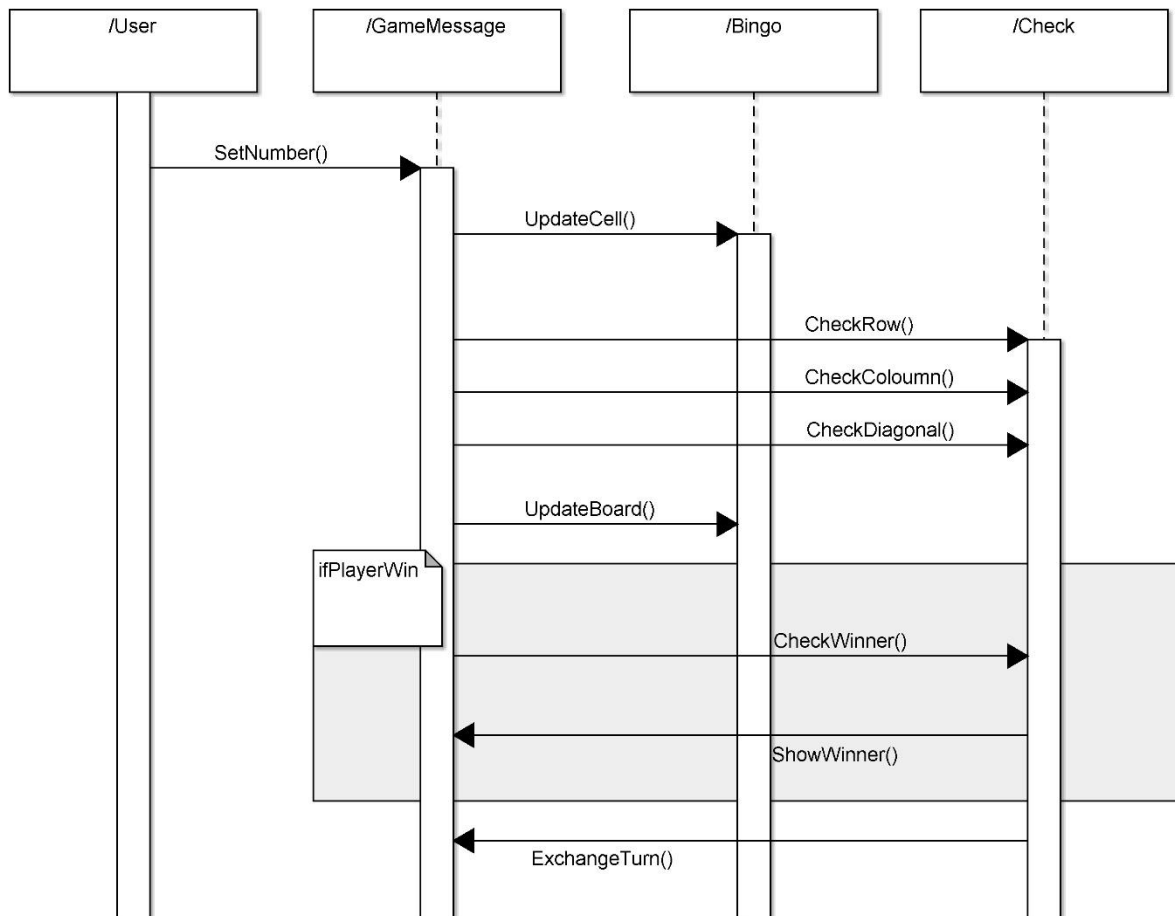 /User
/GameMessage
/Bingo
/Check
SetNumber()
UpdateCell()
CheckRow()
CheckColoumn()
CheckDiagonal()
UpdateBoard()
ifPlayerWin
CheckWinner()
ShowWinner()
ExchangeTurn()